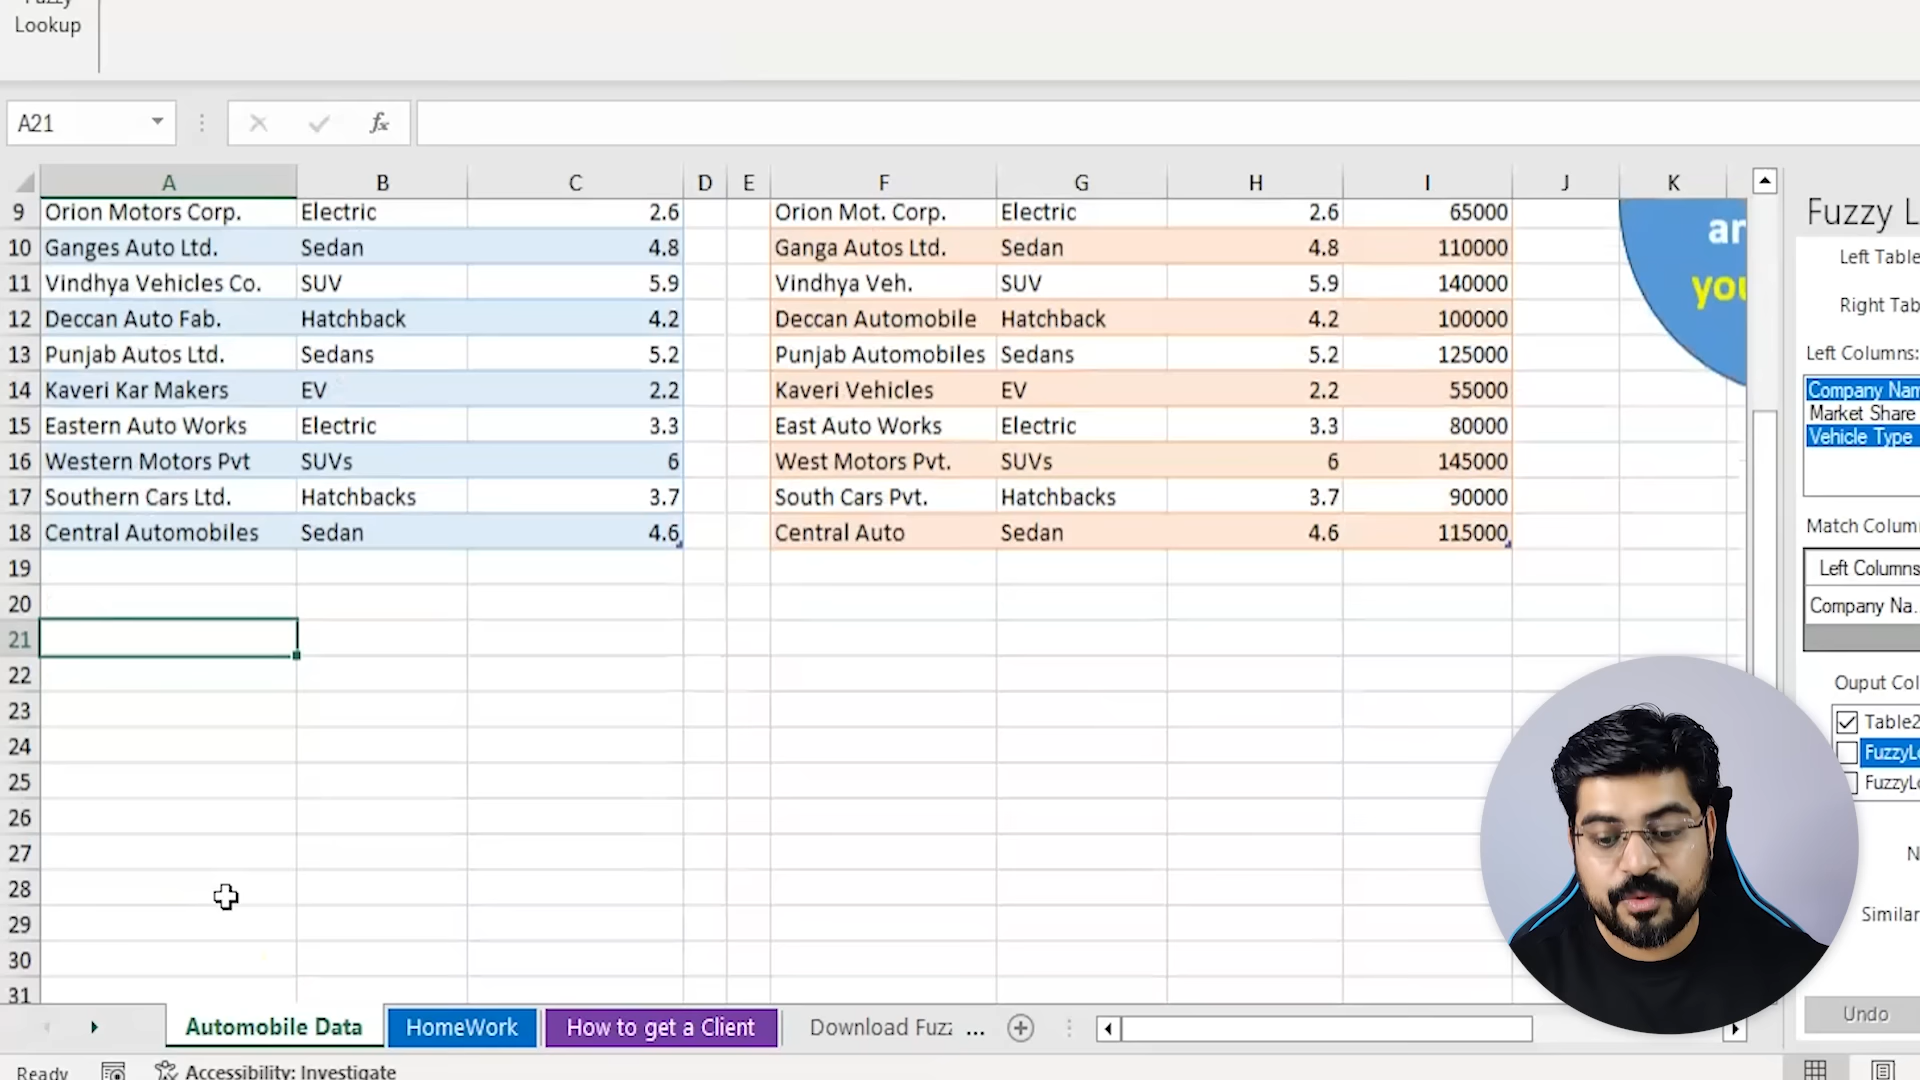 Lookup
A21
fx
A B C D E F G H I J K
9 Orion Motors Corp. Electric 2.6 Orion Mot. Corp. Electric 2.6 65000
10 Ganges Auto Ltd. Sedan 4.8 Ganga Autos Ltd. Sedan 4.8 110000
11 Vindhya Vehicles Co. SUV 5.9 Vindhya Veh. SUV 5.9 140000
12 Deccan Auto Fab. Hatchback 4.2 Deccan Automobile Hatchback 4.2 100000
13 Punjab Autos Ltd. Sedans 5.2 Punjab Automobiles Sedans 5.2 125000
14 Kaveri Kar Makers EV 2.2 Kaveri Vehicles EV 2.2 55000
15 Eastern Auto Works Electric 3.3 East Auto Works Electric 3.3 80000
16 Western Motors Pvt SUVs 6 West Motors Pvt. SUVs 6 145000
17 Southern Cars Ltd. Hatchbacks 3.7 South Cars Pvt. Hatchbacks 3.7 90000
18 Central Automobiles Sedan 4.6 Central Auto Sedan 4.6 115000
19
20
21
22
23
24
25
26
27
28
29
30
31
Fuzzy L
Left Table
Right Tab
Left Columns:
Company Nam
Market Share
Vehicle Type
Match Colum
Left Columns
Company Na.
Ouput Col
Table2
FuzzyLo
FuzzyLo
N
Similar
Undo
Automobile Data HomeWork How to get a Client Download Fuz ...
Ready Accessibility: Investigate